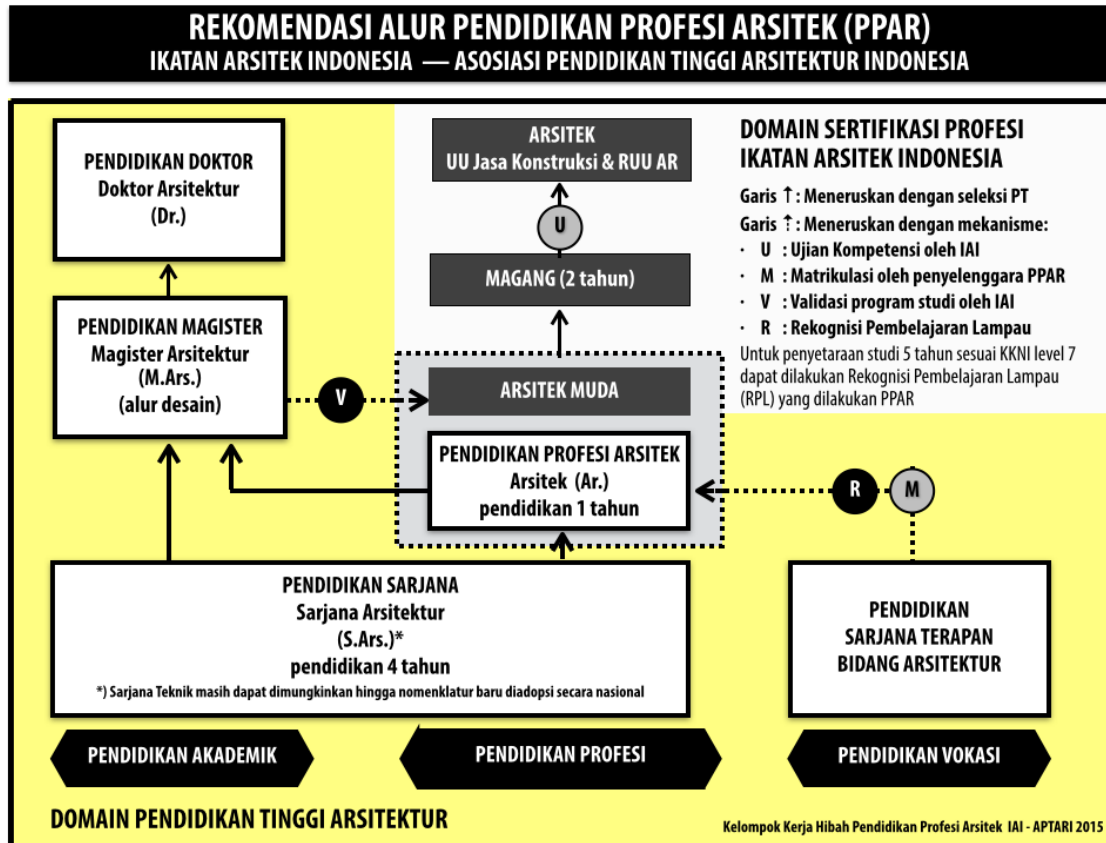 REKOMENDASI ALUR PENDIDIKAN PROFESI ARSITEK (PPAR)
IKATAN ARSITEK INDONESIA — ASOSIASI PENDIDIKAN TINGGI ARSITEKTUR INDONESIA
PENDIDIKAN DOKTOR
Doktor Arsitektur
(Dr.)
ARSITEK
UU Jasa Konstruksi & RUU AR
U
MAGANG (2 tahun)
DOMAIN SERTIFIKASI PROFESI
IKATAN ARSITEK INDONESIA
Garis ↑ : Meneruskan dengan seleksi PT
Garis ⇡ : Meneruskan dengan mekanisme:
· U : Ujian Kompetensi oleh IAI
· M : Matrikulasi oleh penyelenggara PPAR
· V : Validasi program studi oleh IAI
· R : Rekognisi Pembelajaran Lampau
Untuk penyetaraan studi 5 tahun sesuai KKNI level 7
dapat dilakukan Rekognisi Pembelajaran Lampau
(RPL) yang dilakukan PPAR
PENDIDIKAN MAGISTER
Magister Arsitektur
(M.Ars.)
(alur desain)
V
ARSITEK MUDA
PENDIDIKAN PROFESI ARSITEK
Arsitek (Ar.)
pendidikan 1 tahun
R
M
PENDIDIKAN SARJANA
Sarjana Arsitektur
(S.Ars.)*
pendidikan 4 tahun
*) Sarjana Teknik masih dapat dimungkinkan hingga nomenklatur baru diadopsi secara nasional
PENDIDIKAN
SARJANA TERAPAN
BIDANG ARSITEKTUR
PENDIDIKAN AKADEMIK
PENDIDIKAN PROFESI
PENDIDIKAN VOKASI
DOMAIN PENDIDIKAN TINGGI ARSITEKTUR
Kelompok Kerja Hibah Pendidikan Profesi Arsitek IAI - APTARI 2015